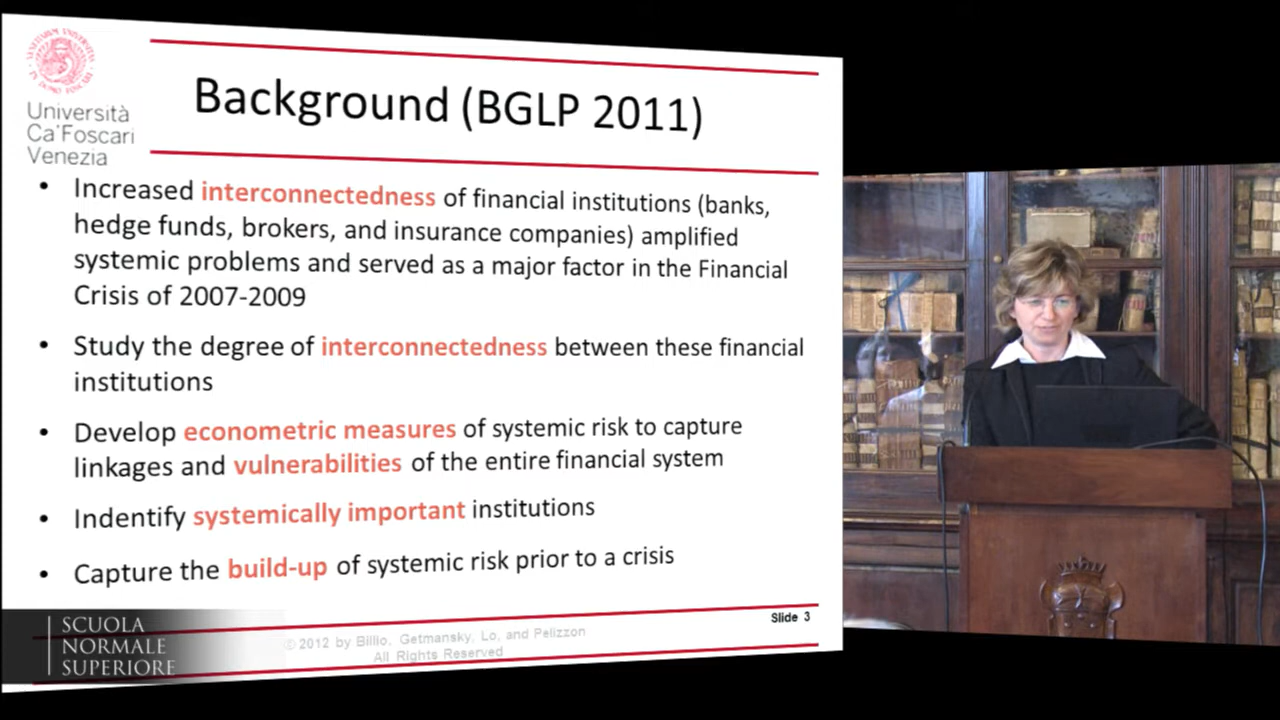 Università
Ca'Foscari
Venezia
Background (BGLP 2011)
• Increased interconnectedness of financial institutions (banks,
hedge funds, brokers, and insurance companies) amplified
systemic problems and served as a major factor in the Financial
Crisis of 2007-2009
• Study the degree of interconnectedness between these financial
institutions
• Develop econometric measures of systemic risk to capture
linkages and vulnerabilities of the entire financial system
• Indentify systemically important institutions
• Capture the build-up of systemic risk prior to a crisis
Slide 3
© 2012 by Billio, Getmansky, Lo, and Pelizzon
All Rights Reserved
SCUOLA
NORMALE
SUPERIORE